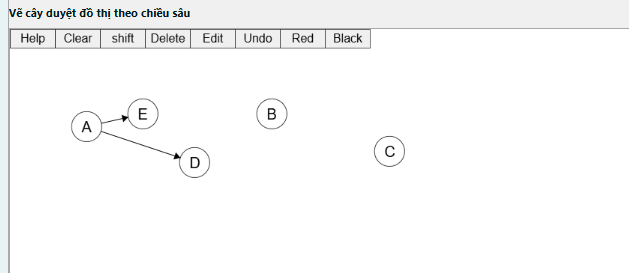 Vẽ cây duyệt đồ thị theo chiều sâu
Help Clear shift Delete Edit Undo Red Black
E B
A
C
D